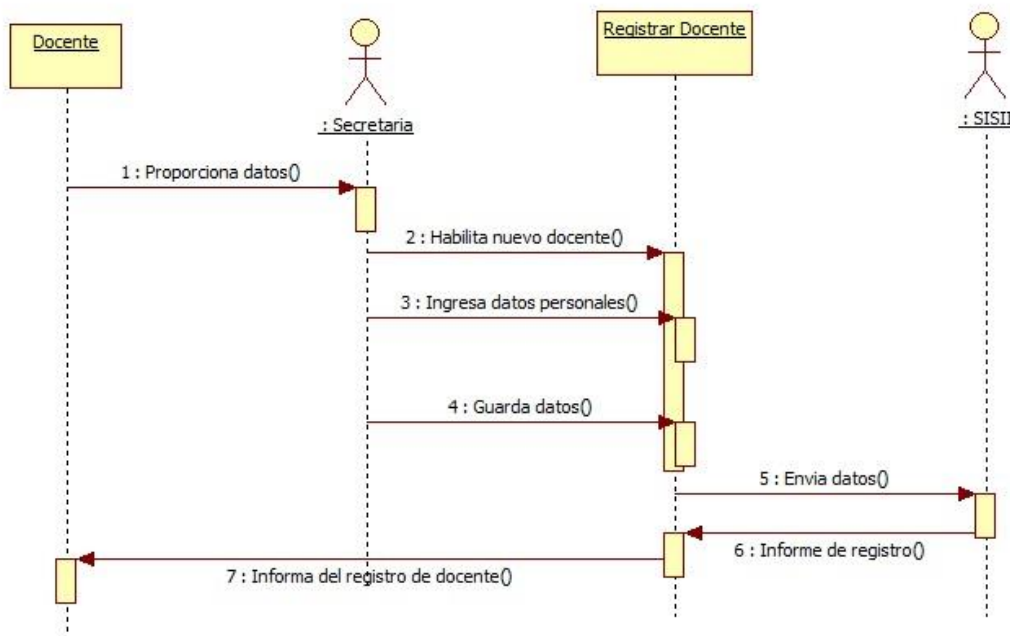 Docente
: Secretaria
Registrar Docente
1 : Proporciona datos()
2 : Habilita nuevo docente()
3 : Ingresa datos personales()
4 : Guarda datos()
5 : Envia datos()
6 : Informe de registro()
7 : Informa del registro de docente()